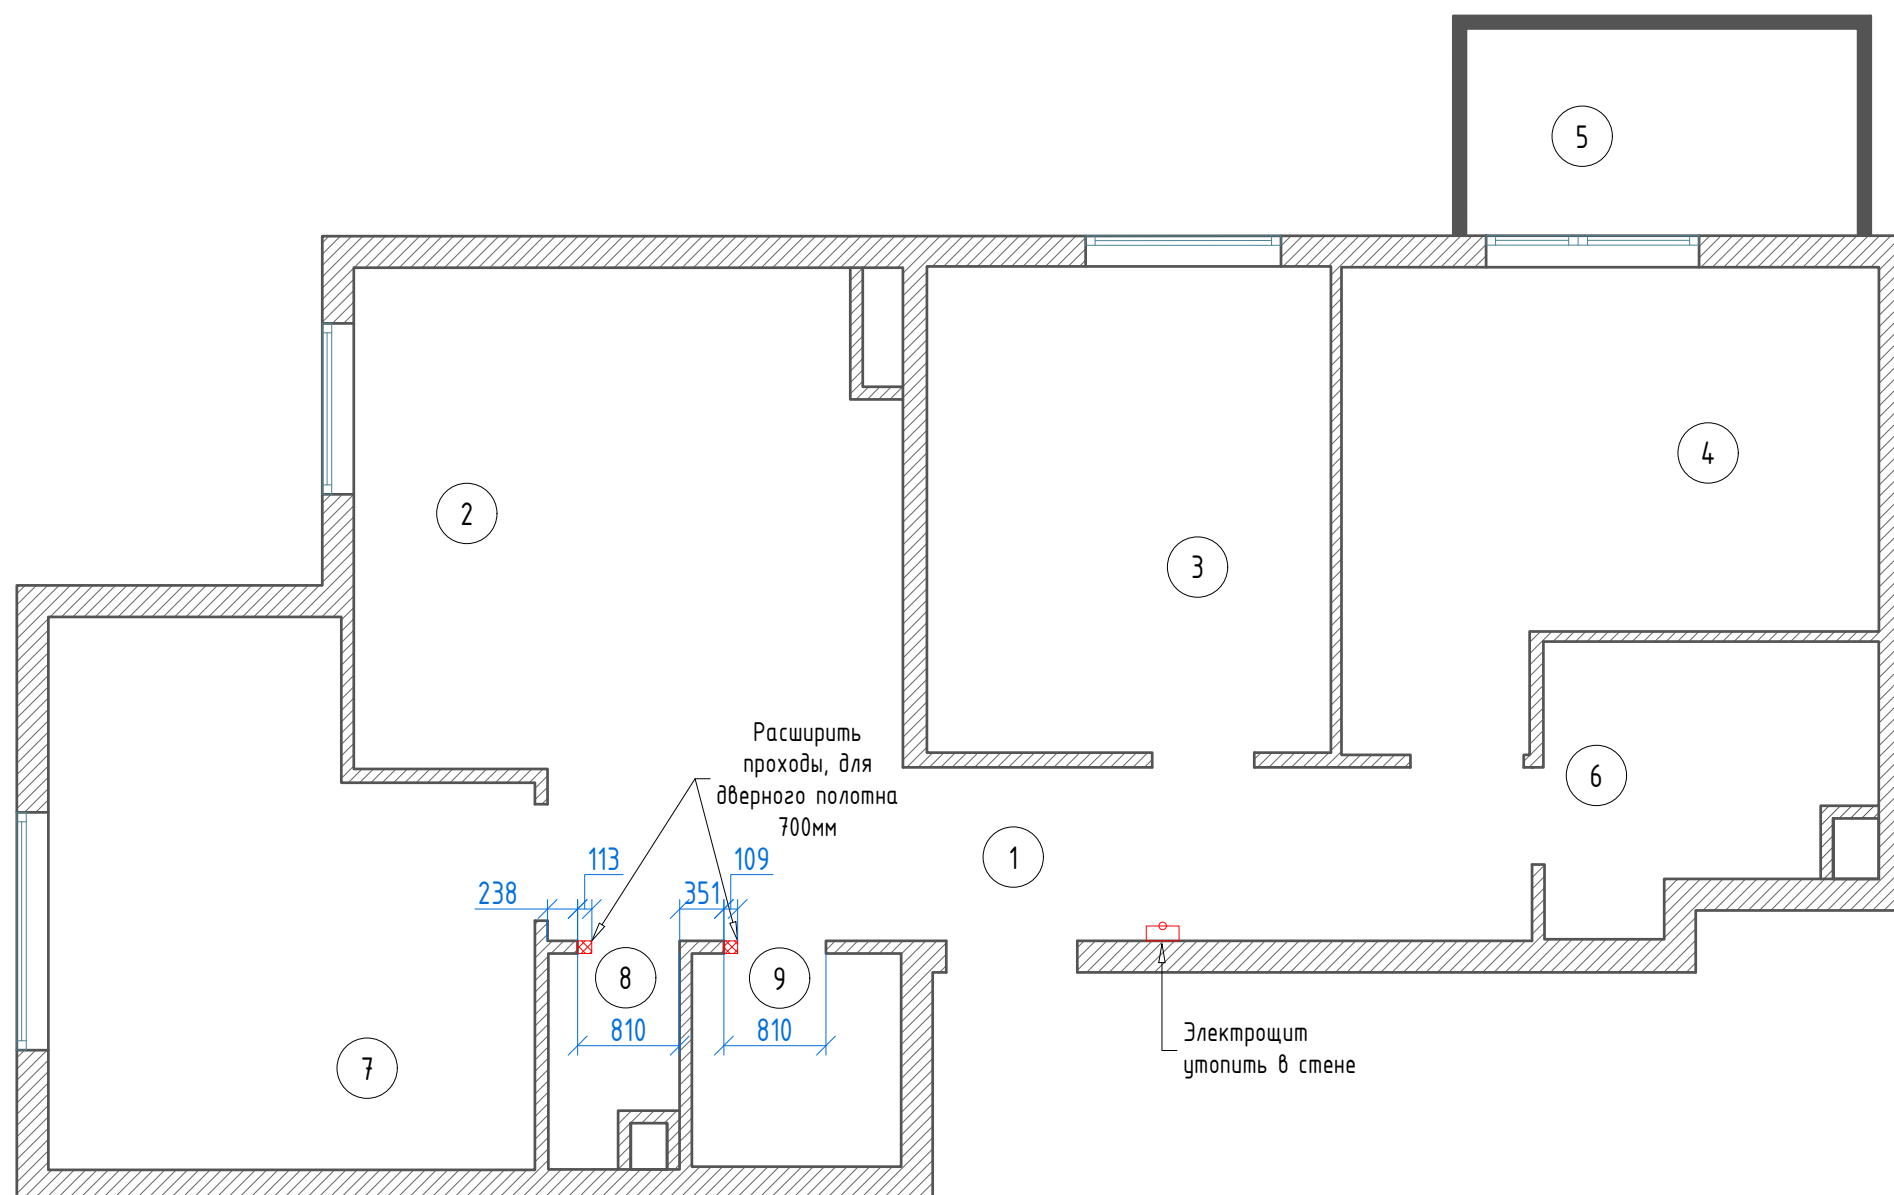 5
4
2
3
Расширить
проходы, для
дверного полотна
700мм
6
1
113
109
238
351
8
9
810
810
Электрощит
утопить в стене
7